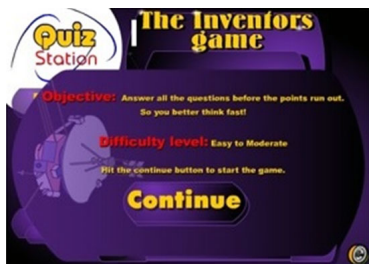 Quiz
Station
The Inventors
game
Objective: Answer all the questions before the points run out.
So you better think fast!
Difficulty level: Easy to Moderate
Hit the continue button to start the game.
Continue